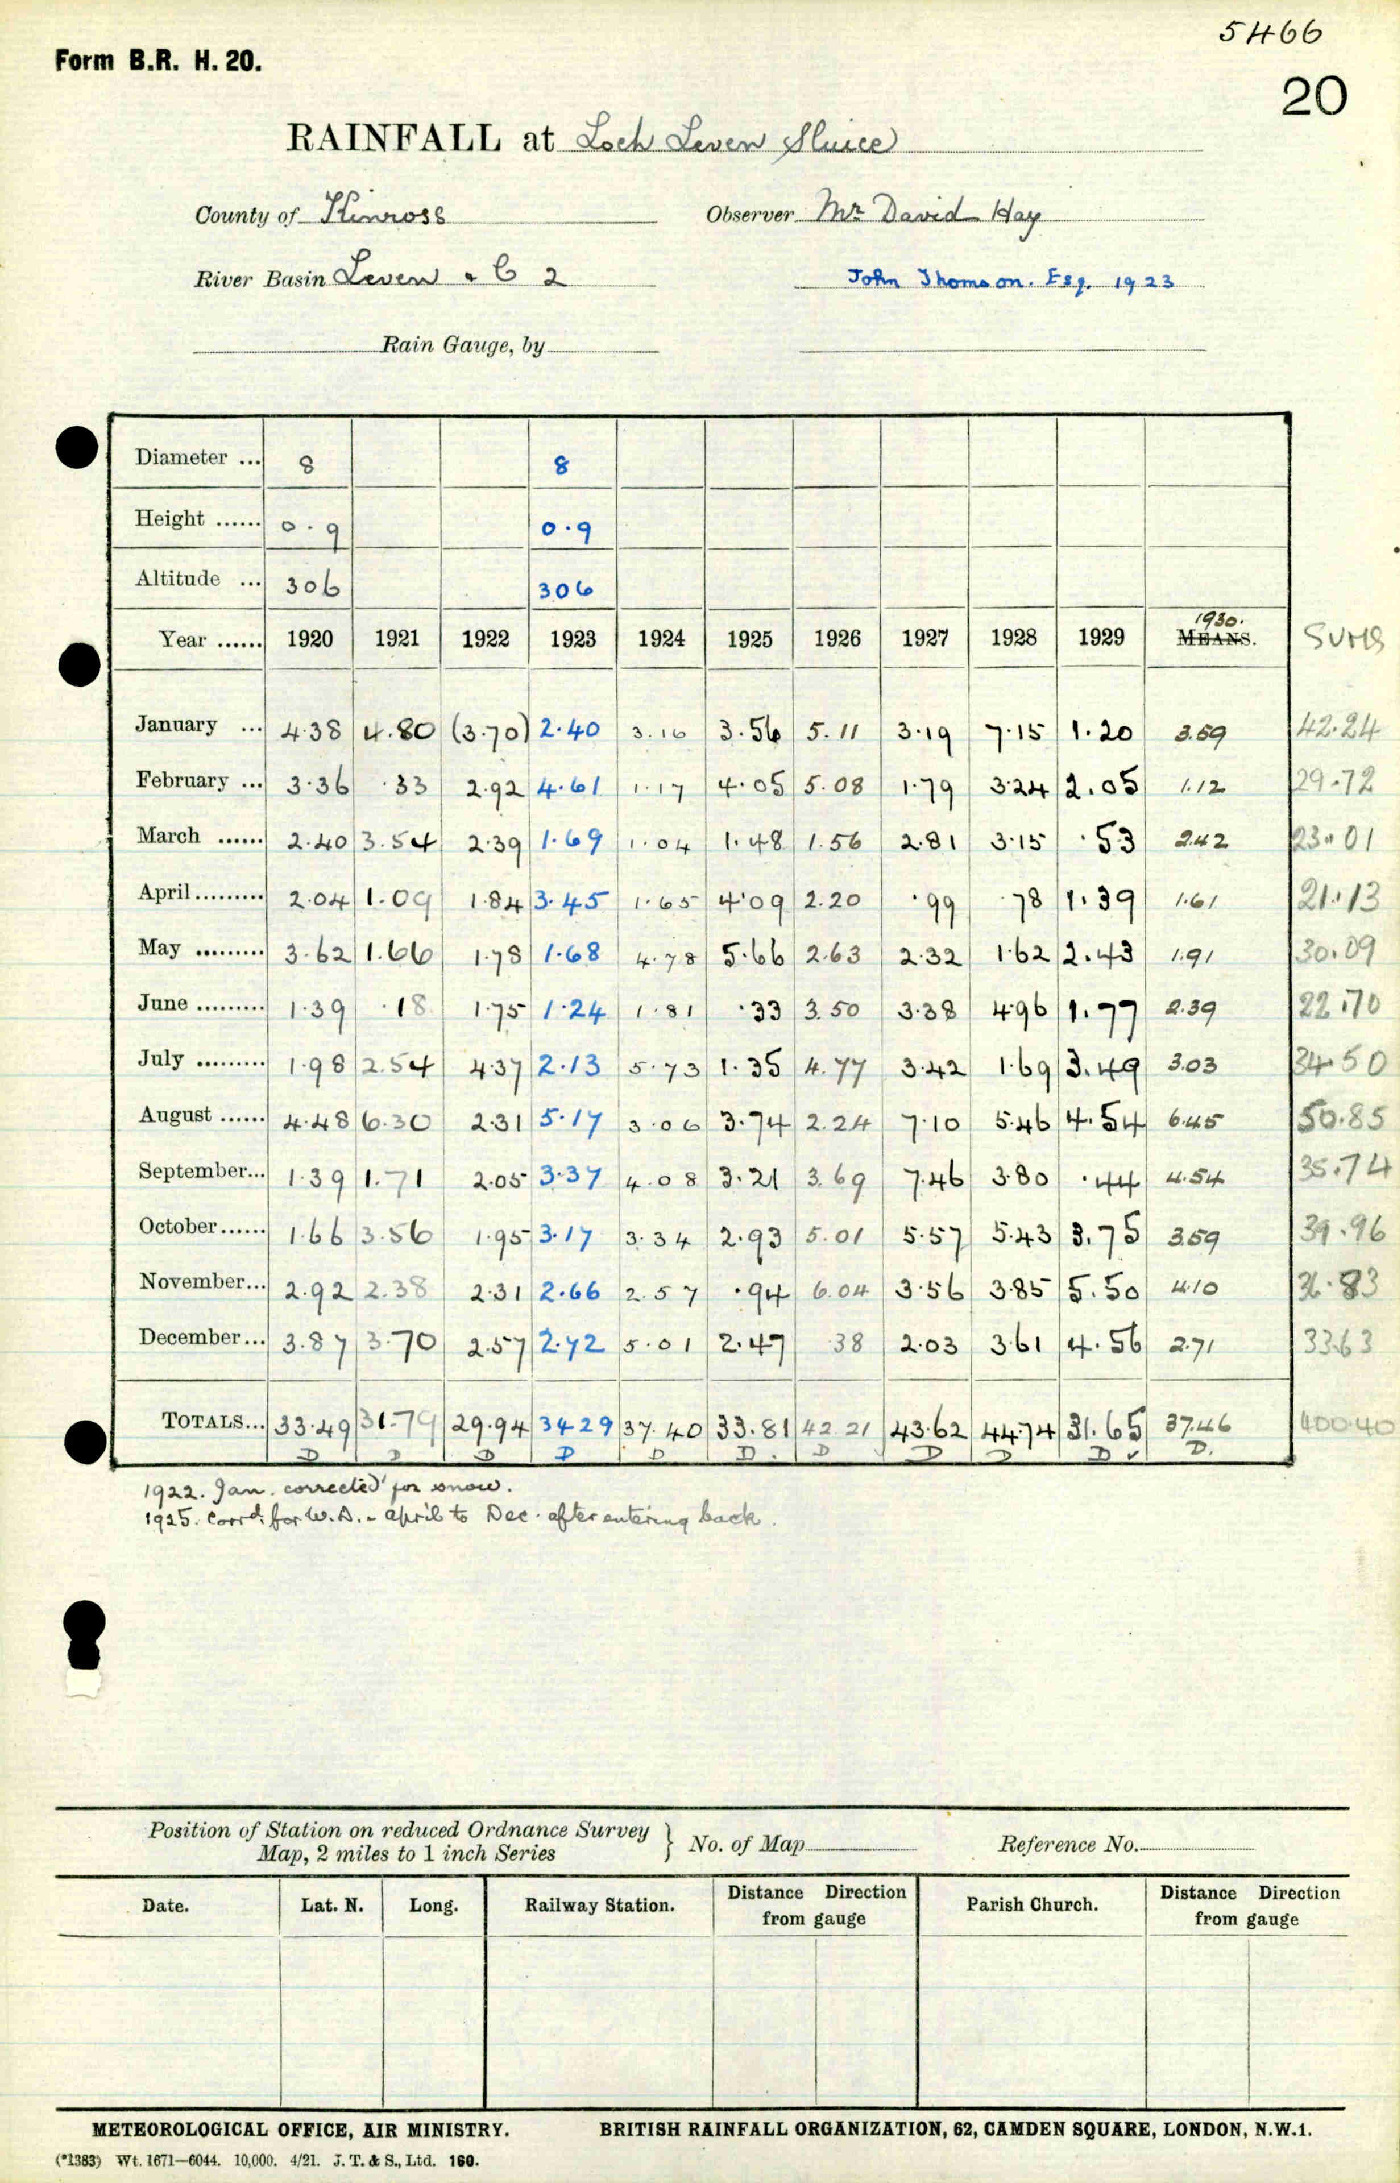 5466
20
Form B.R. H. 20.
RAINFALL at Loch Leven Sluice
County of Kinross Observer Mr David Hay
River Basin Leven & C 2 John Thomson. Esq. 1923
Rain Gauge, by
Diameter ... 8 8
Height ...... 0.9 0.9
Altitude ... 306 306
1930.
Year ...... 1920 1921 1922 1923 1924 1925 1926 1927 1928 1929 MEANS. SUMS
January ... 4.38 4.80 (3.70) 2.40 3.16 3.56 5.11 3.19 7.15 1.20 3.59 42.24
February ... 3.36 .33 2.92 4.61 1.17 4.05 5.08 1.79 3.24 2.05 1.12 29.72
March ...... 2.40 3.54 2.39 1.69 1.04 1.48 1.56 2.81 3.15 .53 2.42 23.01
April......... 2.04 1.09 1.84 3.45 1.65 4.09 2.20 .99 .78 1.39 1.61 21.13
May ......... 3.62 1.66 1.78 1.68 4.78 5.66 2.63 2.32 1.62 2.43 1.91 30.09
June ......... 1.39 .18 1.75 1.24 1.81 .33 3.50 3.38 4.96 1.77 2.39 22.70
July ......... 1.98 2.54 4.37 2.13 5.73 1.35 4.77 3.42 1.69 3.49 3.03 34.50
August ...... 4.48 6.30 2.31 5.17 3.06 3.74 2.24 7.10 5.46 4.54 6.45 50.85
September... 1.39 1.71 2.05 3.37 4.08 3.21 3.69 7.46 3.80 .44 4.54 35.74
October...... 1.66 3.56 1.95 3.17 3.34 2.93 5.01 5.57 5.43 3.75 3.59 39.96
November... 2.92 2.38 2.31 2.66 2.57 .94 6.04 3.56 3.85 5.50 4.10 36.83
December... 3.87 3.70 2.57 2.72 5.01 2.47 .38 2.03 3.61 4.56 2.71 33.63
TOTALS... 33.49 31.79 29.94 34.29 37.40 33.81 42.21 43.62 44.74 31.65 37.46 400.40
D D D D D D. D D D D D.
1922. Jan. corrected for snow.
1925. Corrd. for W.D. - April to Dec. after entering back.
Position of Station on reduced Ordnance Survey
Map, 2 miles to 1 inch Series } No. of Map Reference No.
Date. Lat. N. Long. Railway Station. Distance Direction from gauge Parish Church. Distance Direction from gauge
METEOROLOGICAL OFFICE, AIR MINISTRY. BRITISH RAINFALL ORGANIZATION, 62, CAMDEN SQUARE, LONDON, N.W.1.
(*1383) Wt. 1671—6044. 10,000. 4/21. J. T. & S., Ltd. 160.